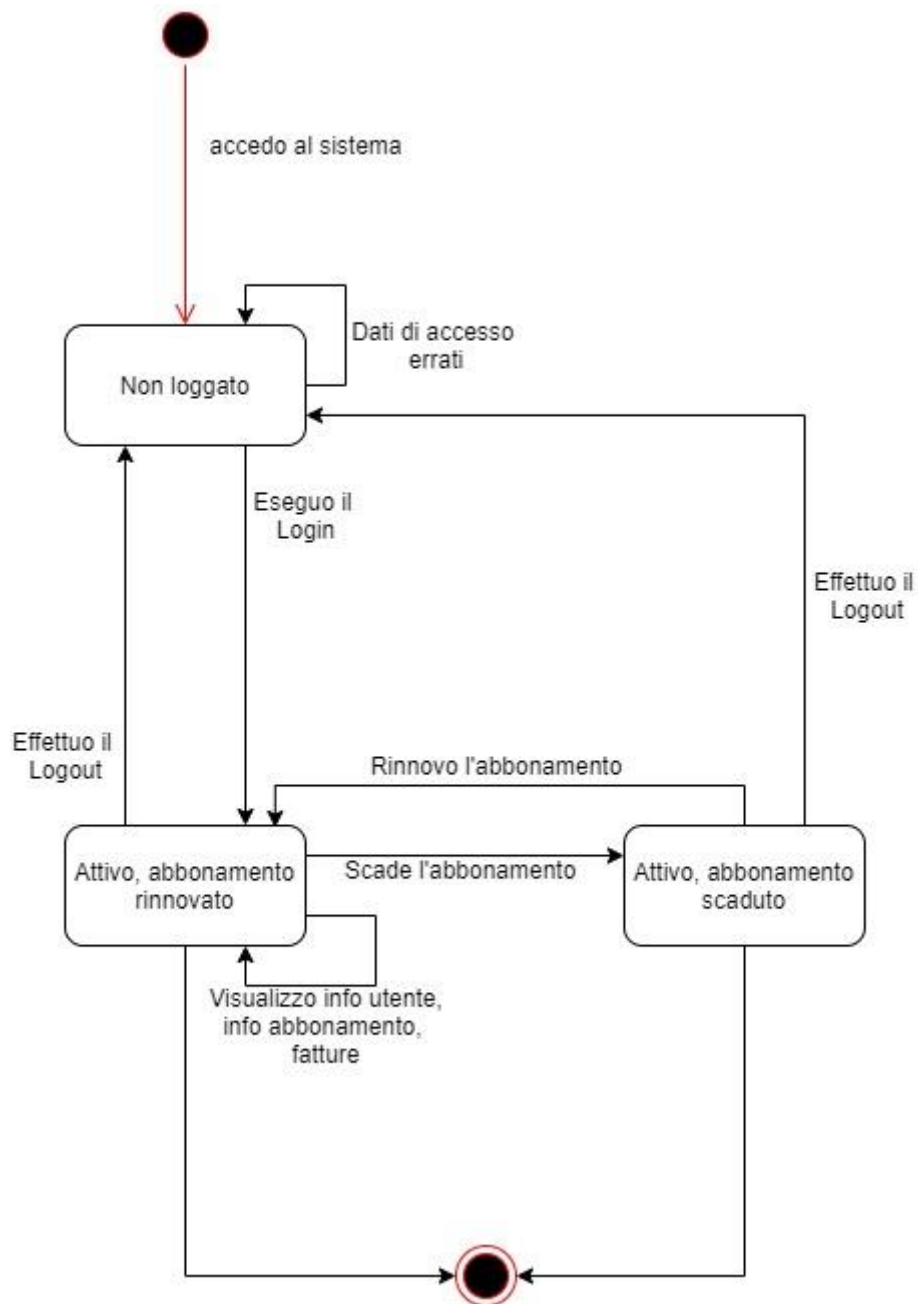 accedo al sistema
Dati di accesso
errati
Non loggato
Eseguo il
Login
Effettuo il
Logout
Effettuo il
Logout
Rinnovo l'abbonamento
Attivo, abbonamento
rinnovato
Scade l'abbonamento
Attivo, abbonamento
scaduto
Visualizzo info utente,
info abbonamento,
fatture